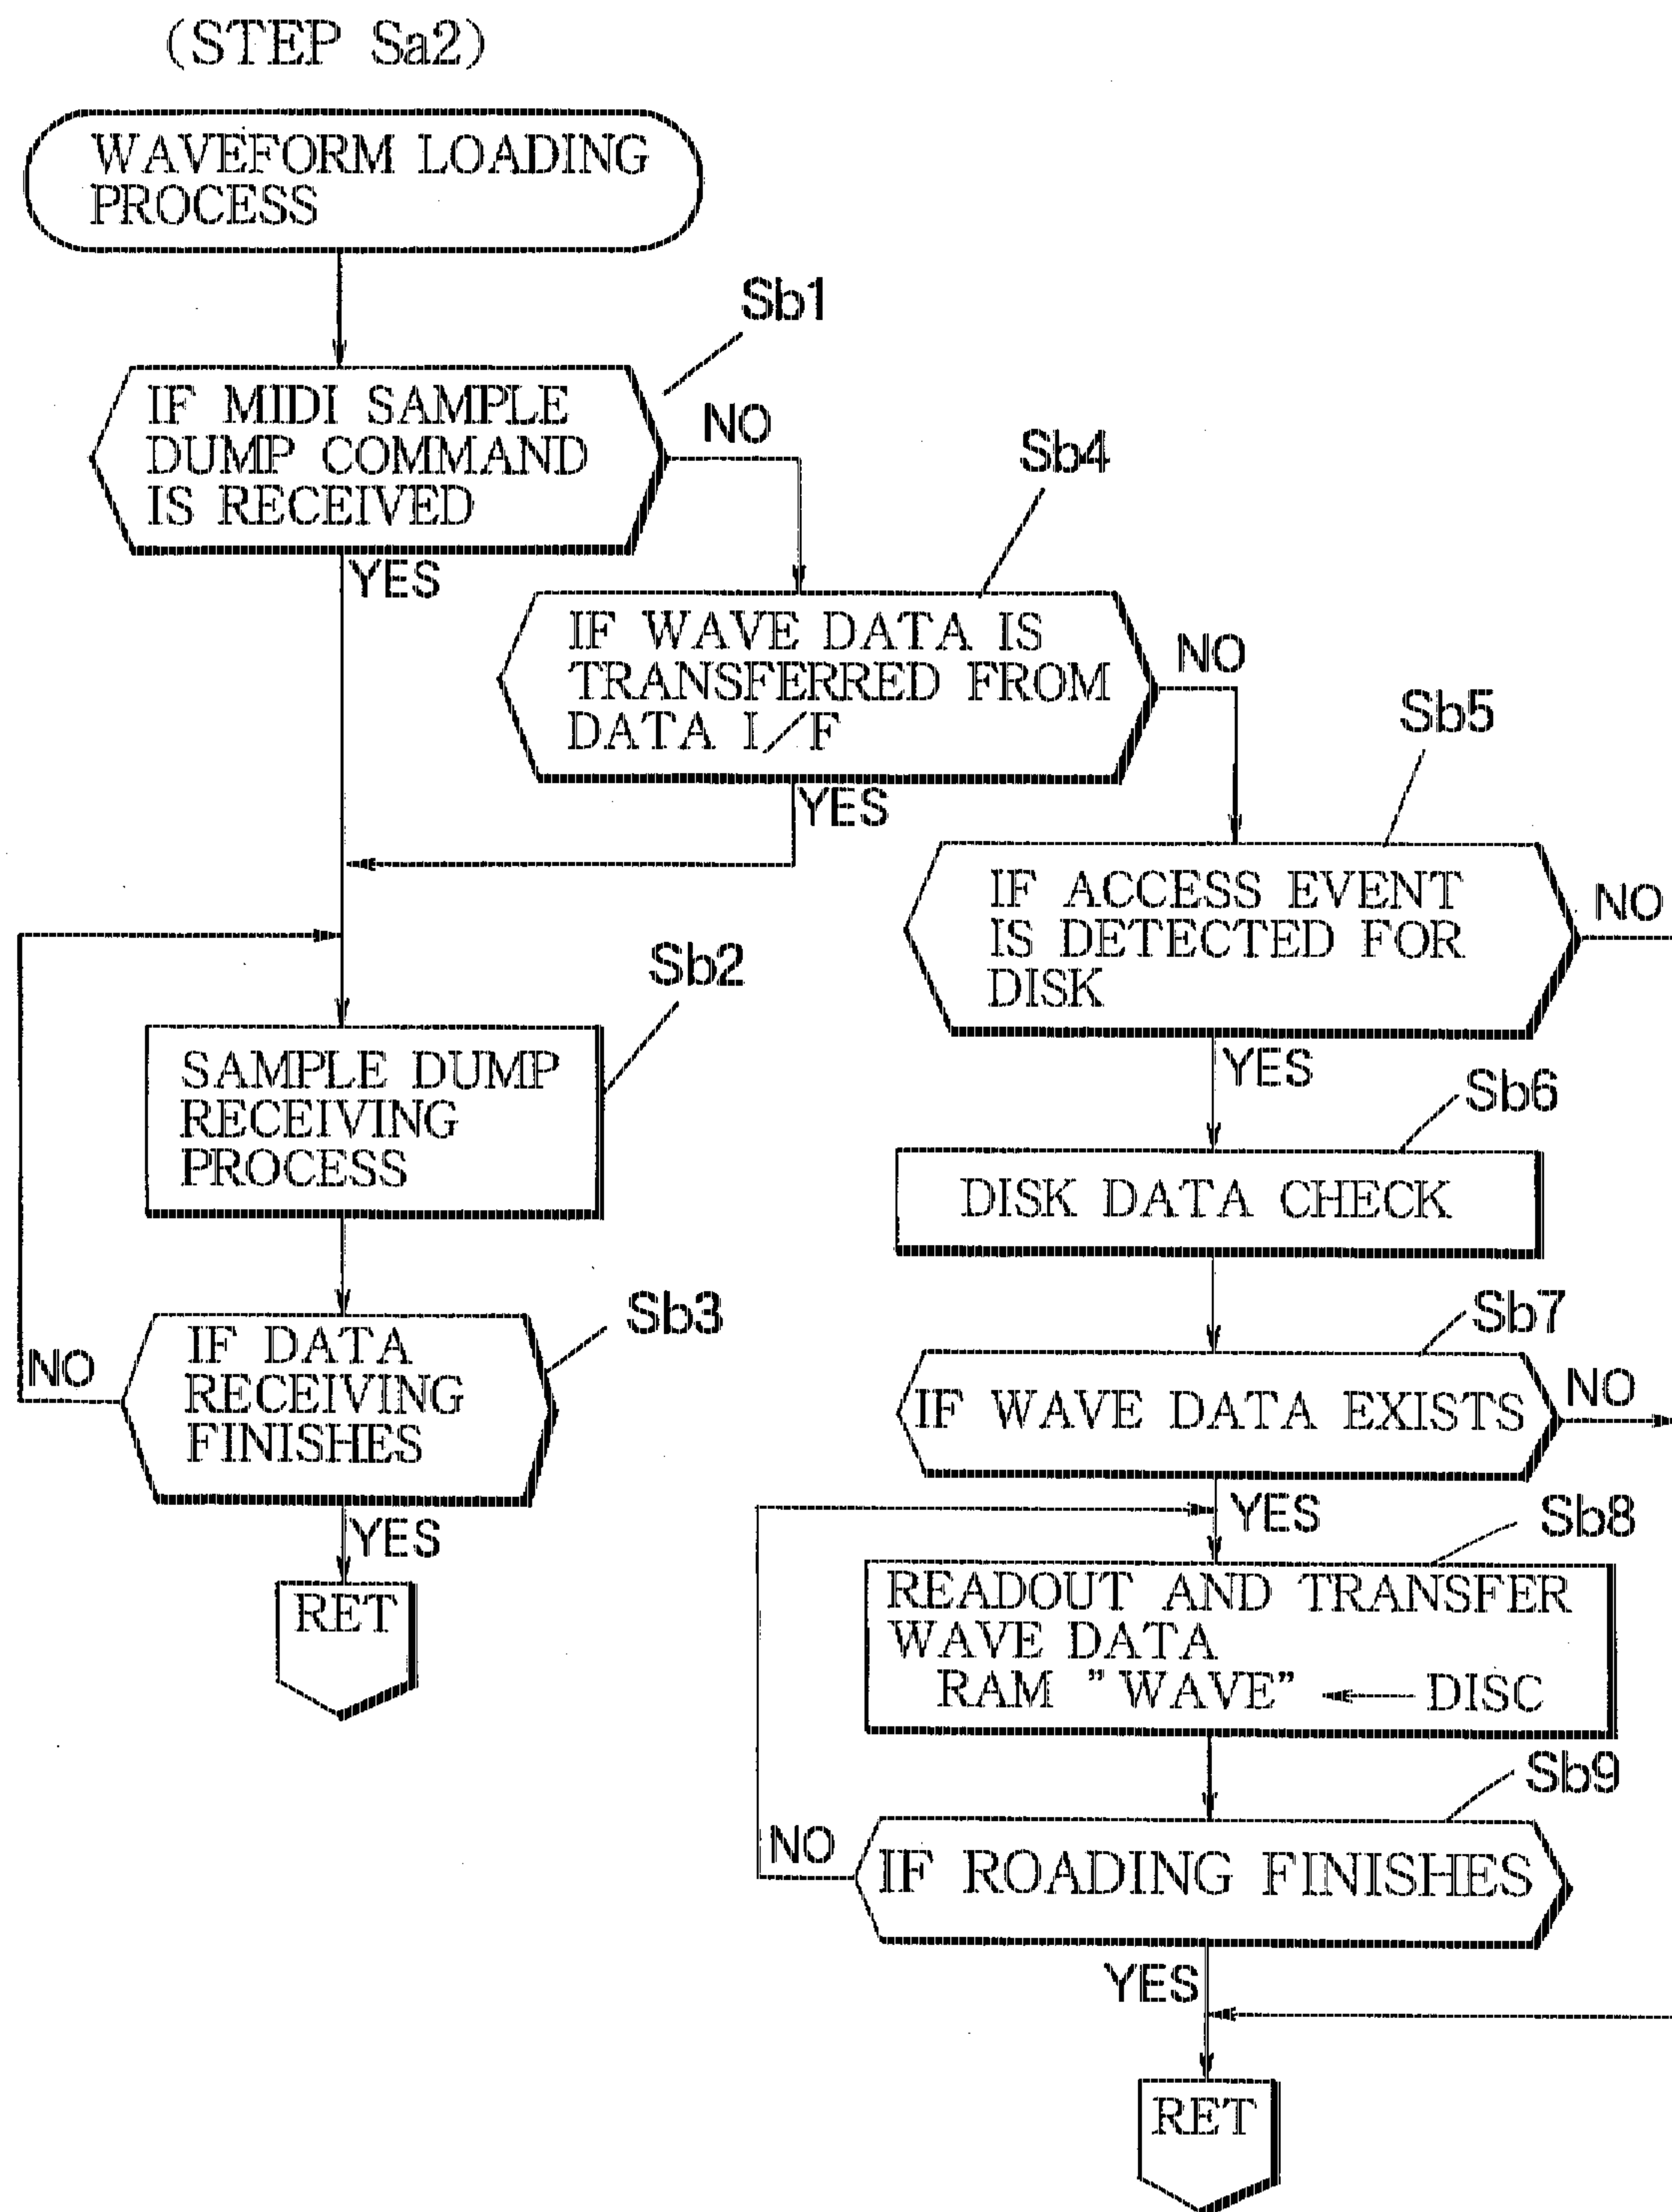 (STEP Sa2)
WAVEFORM LOADING
PROCESS
Sb1
IF MIDI SAMPLE
DUMP COMMAND
IS RECEIVED
NO
YES
Sb4
IF WAVE DATA IS
TRANSFERRED FROM
DATA I/F
NO
YES
Sb5
IF ACCESS EVENT
IS DETECTED FOR
DISK
NO
YES
Sb2
SAMPLE DUMP
RECEIVING
PROCESS
Sb3
IF DATA
RECEIVING
FINISHES
NO
YES
RET
Sb6
DISK DATA CHECK
Sb7
IF WAVE DATA EXISTS
NO
YES
Sb8
READOUT AND TRANSFER
WAVE DATA
RAM "WAVE" ← DISC
Sb9
IF ROADING FINISHES
NO
YES
RET